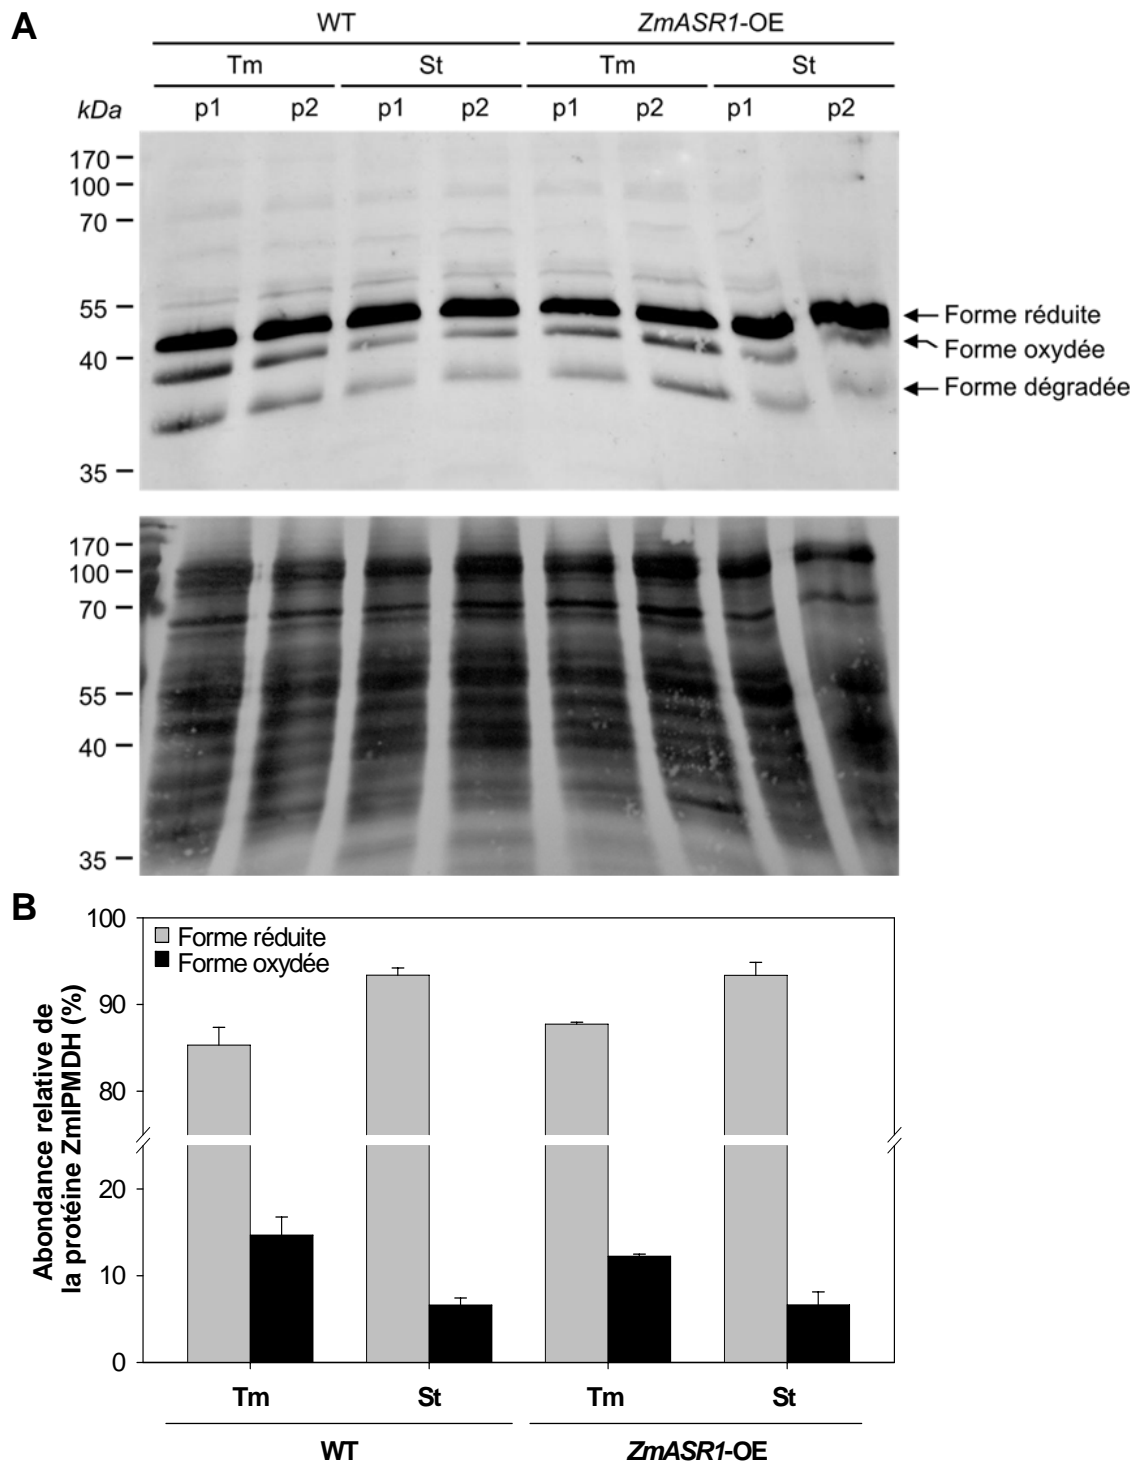 A
WT ZmASR1-OE
Tm St Tm St
kDa p1 p2 p1 p2 p1 p2 p1 p2
170
100
70
55
40
35
Forme réduite
Forme oxydée
Forme dégradée
170
100
70
55
40
35
B
Abondance relative de
la protéine ZmIPMDH (%)
100
90
80
20
10
0
Forme réduite
Forme oxydée
Tm St Tm St
WT ZmASR1-OE